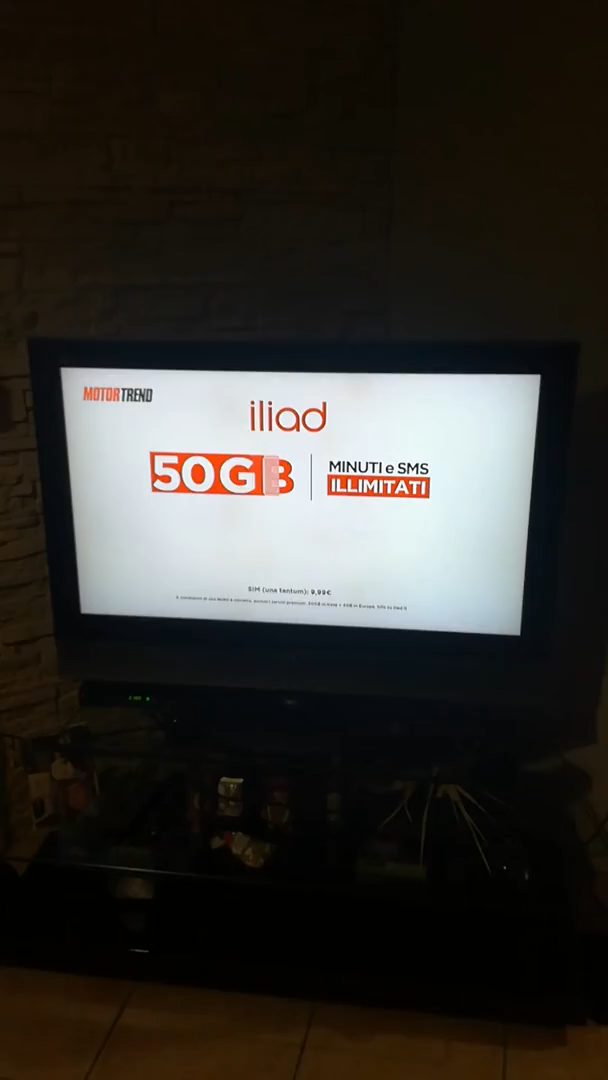 MOTORTREND
iliad
50GB
MINUTI e SMS
ILLIMITATI
SIM (una tantum): 9,99€